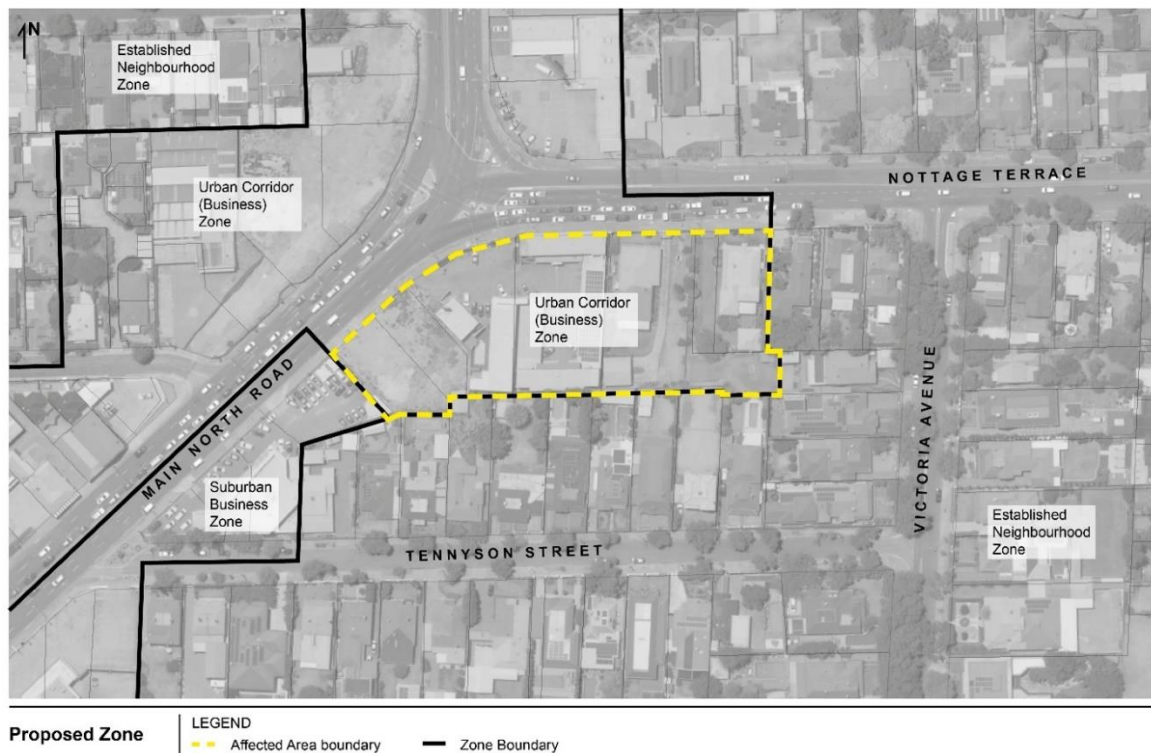 N
Established
Neighbourhood
Zone
Urban Corridor
(Business)
Zone
NOTTAGE TERRACE
Urban Corridor
(Business)
Zone
MAIN NORTH ROAD
VICTORIA AVENUE
Suburban
Business
Zone
Established
Neighbourhood
Zone
TENNYSON STREET
Proposed Zone
LEGEND
Affected Area boundary
Zone Boundary